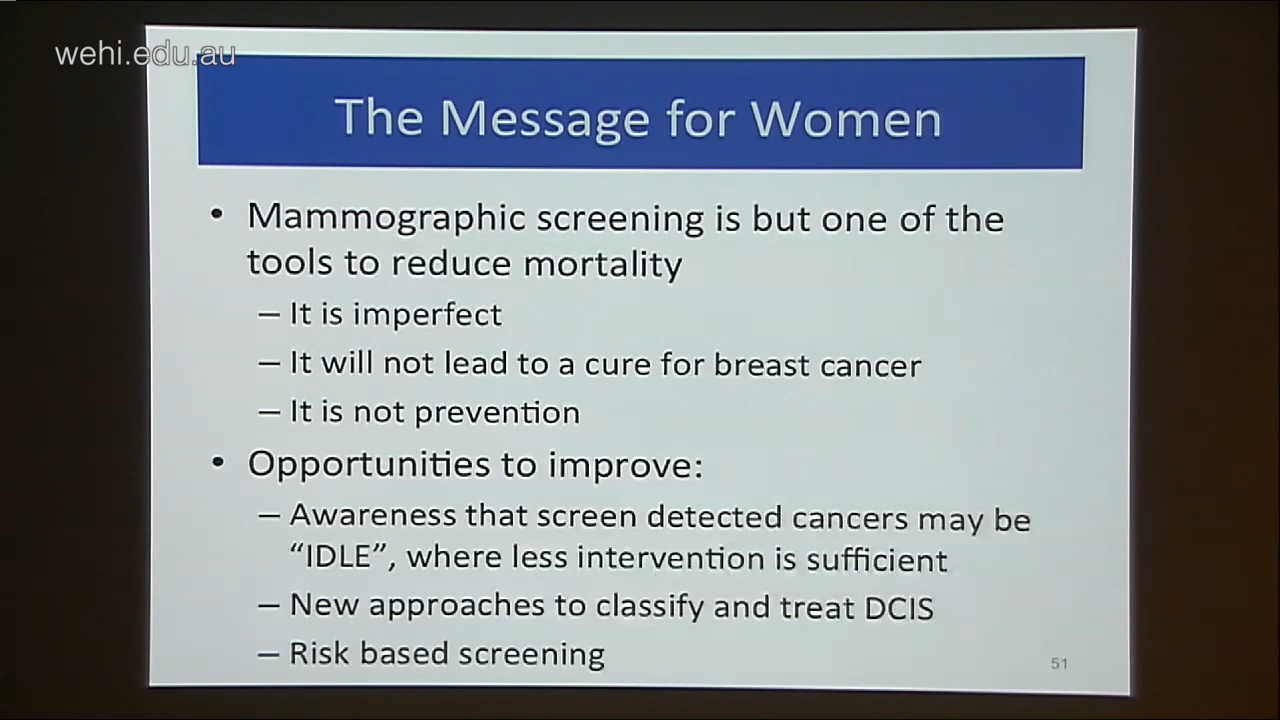 wehi.edu.au
The Message for Women
• Mammographic screening is but one of the
tools to reduce mortality
– It is imperfect
– It will not lead to a cure for breast cancer
– It is not prevention
• Opportunities to improve:
– Awareness that screen detected cancers may be
“IDLE”, where less intervention is sufficient
– New approaches to classify and treat DCIS
– Risk based screening
51